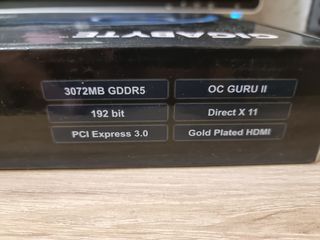 GIGABYTE
3072MB GDDR5
OC GURU II
192 bit
Direct X 11
PCI Express 3.0
Gold Plated HDMI